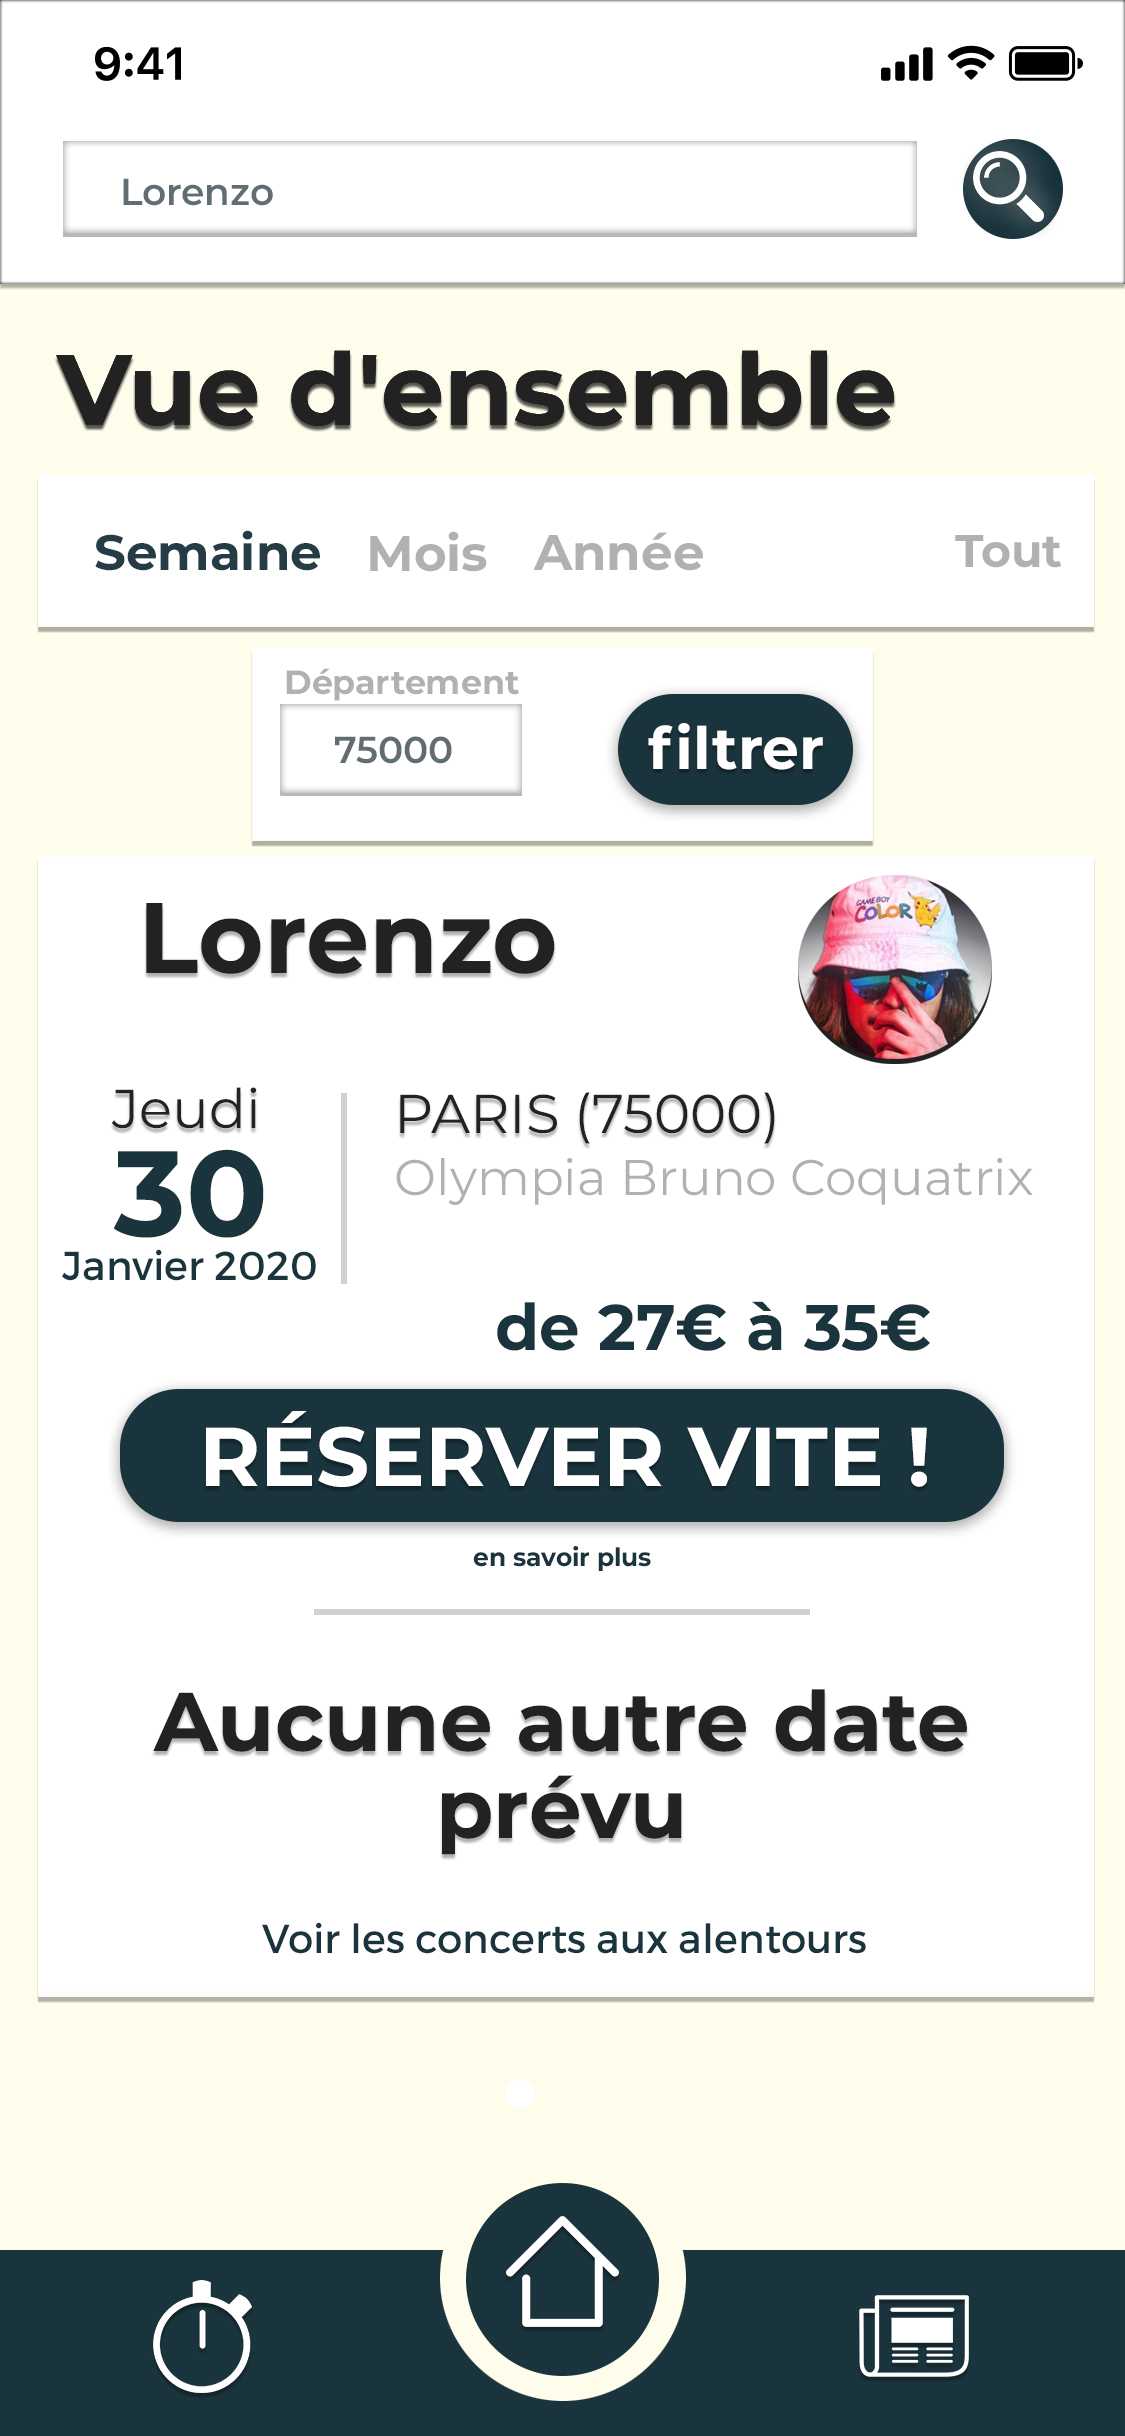 9:41
Lorenzo
Vue d'ensemble
Semaine Mois Année Tout
Département
75000
filtrer
Lorenzo
GAME BOY
COLOR
Jeudi
30
Janvier 2020
PARIS (75000)
Olympia Bruno Coquatrix
de 27€ à 35€
RÉSERVER VITE !
en savoir plus
Aucune autre date
prévu
Voir les concerts aux alentours